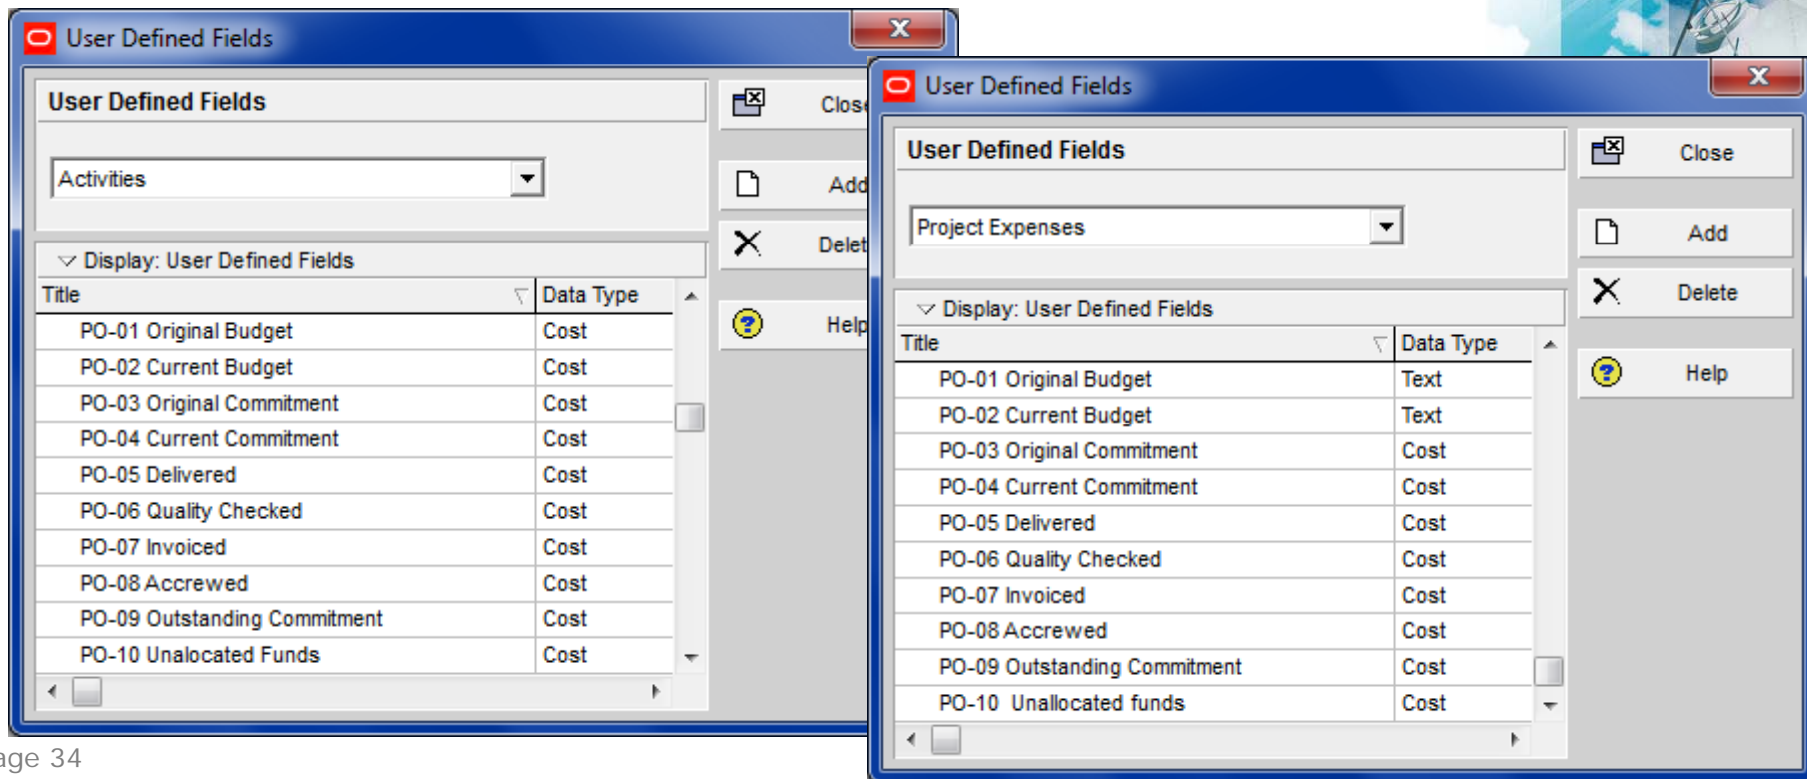 User Defined Fields
User Defined Fields
Activities
Display: User Defined Fields
Title Data Type
PO-01 Original Budget Cost
PO-02 Current Budget Cost
PO-03 Original Commitment Cost
PO-04 Current Commitment Cost
PO-05 Delivered Cost
PO-06 Quality Checked Cost
PO-07 Invoiced Cost
PO-08 Accrewed Cost
PO-09 Outstanding Commitment Cost
PO-10 Unalocated Funds Cost
Close
Add
Delet
Help
User Defined Fields
User Defined Fields
Project Expenses
Display: User Defined Fields
Title Data Type
PO-01 Original Budget Text
PO-02 Current Budget Text
PO-03 Original Commitment Cost
PO-04 Current Commitment Cost
PO-05 Delivered Cost
PO-06 Quality Checked Cost
PO-07 Invoiced Cost
PO-08 Accrewed Cost
PO-09 Outstanding Commitment Cost
PO-10 Unallocated funds Cost
Close
Add
Delete
Help
age 34